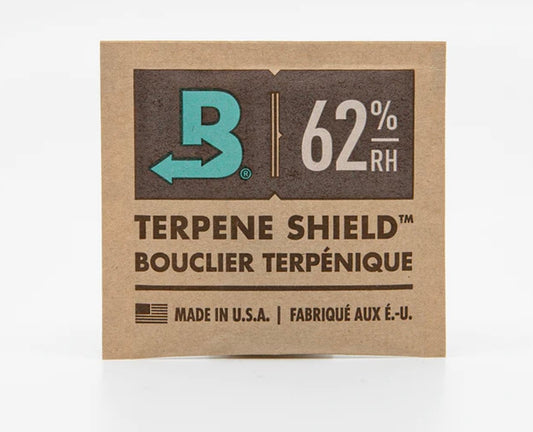 B®
62%
RH
TERPENE SHIELD™
BOUCLIER TERPÉNIQUE
MADE IN U.S.A. | FABRIQUÉ AUX É.-U.